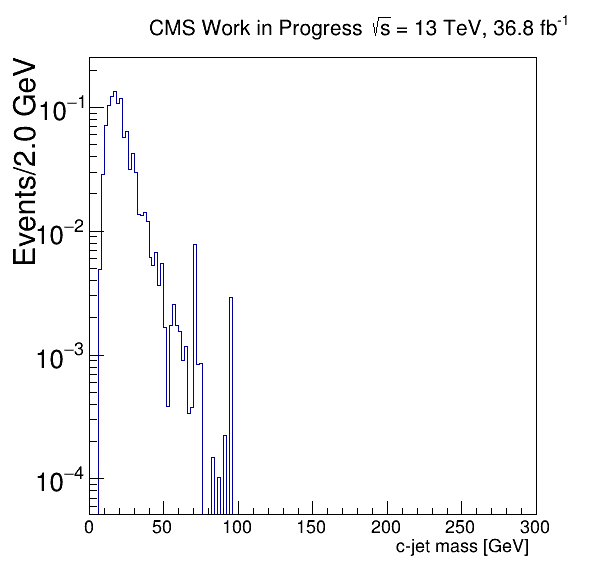 CMS Work in Progress √s = 13 TeV, 36.8 fb⁻¹
Events/2.0 GeV
10⁻¹
10⁻²
10⁻³
10⁻⁴
0 50 100 150 200 250 300
c-jet mass [GeV]